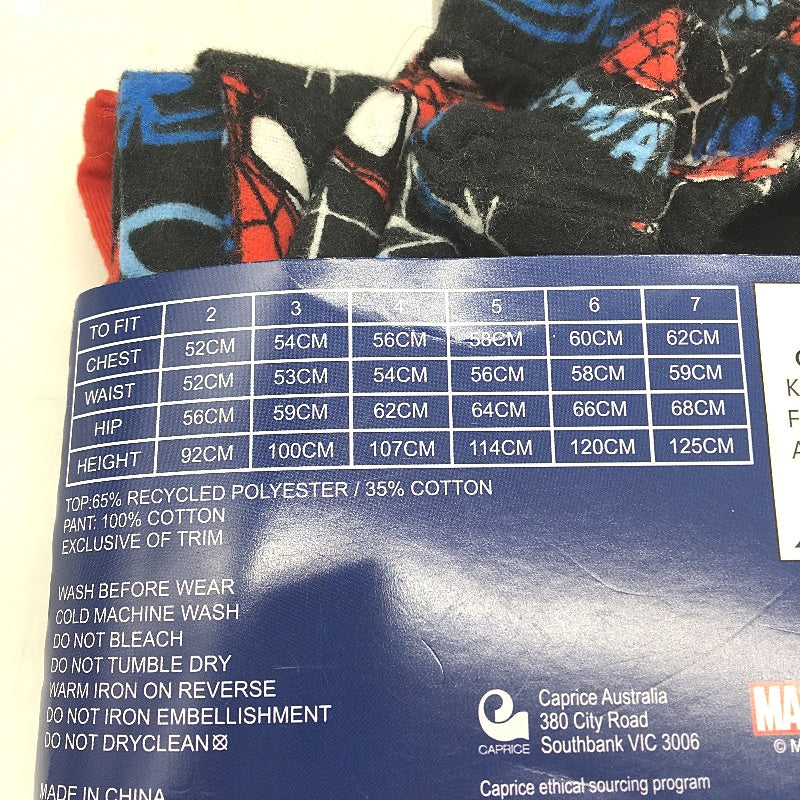 TO FIT 2 3 4 5 6 7
CHEST 52CM 54CM 56CM 58CM 60CM 62CM
WAIST 52CM 53CM 54CM 56CM 58CM 59CM
HIP 56CM 59CM 62CM 64CM 66CM 68CM
HEIGHT 92CM 100CM 107CM 114CM 120CM 125CM
TOP:65% RECYCLED POLYESTER / 35% COTTON
PANT: 100% COTTON
EXCLUSIVE OF TRIM
WASH BEFORE WEAR
COLD MACHINE WASH
DO NOT BLEACH
DO NOT TUMBLE DRY
WARM IRON ON REVERSE
DO NOT IRON EMBELLISHMENT
DO NOT DRYCLEAN
MADE IN CHINA
CAPRICE
Caprice Australia
380 City Road
Southbank VIC 3006
Caprice ethical sourcing program
MA
© M